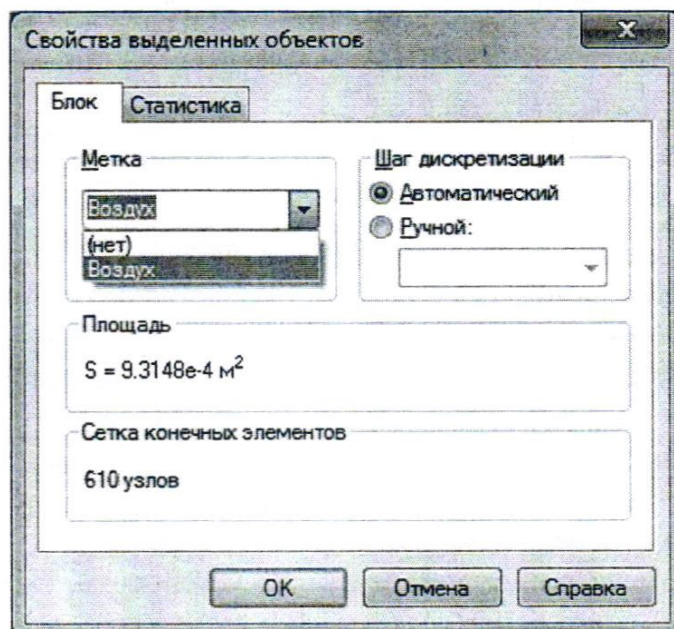 Свойства выделенных объектов
x
Блок
Статистика
Метка
Воздух
(нет)
Воздух
Шаг дискретизации
Автоматический
Ручной:
Площадь
S = 9.3148e-4 м²
Сетка конечных элементов
610 узлов
OK
Отмена
Справка